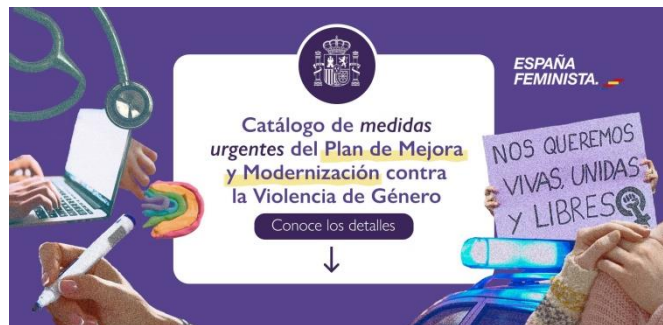 ESPAÑA
FEMINISTA.
Catálogo de medidas
urgentes del Plan de Mejora
y Modernización contra
la Violencia de Género
Conoce los detalles
NOS QUEREMOS
VIVAS, UNIDAS
Y LIBRES